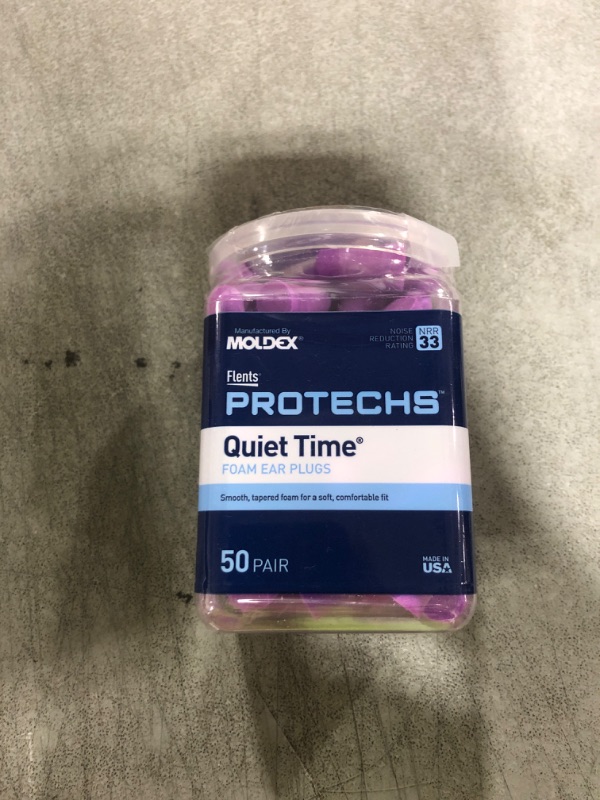 Manufactured By
MOLDEX®
NOISE
REDUCTION
RATING
NRR
33
Flents
PROTECHS™
Quiet Time®
FOAM EAR PLUGS
Smooth, tapered foam for a soft, comfortable fit
50 PAIR
MADE IN
USA